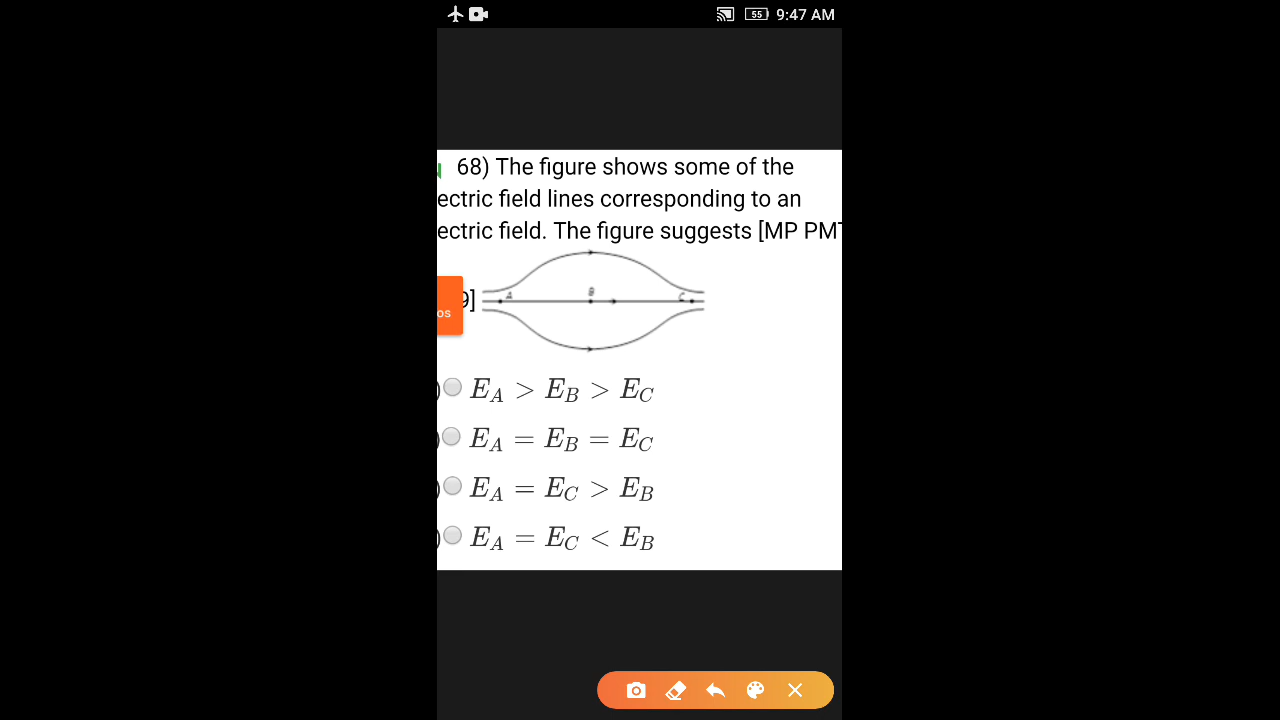 55 9:47 AM
68) The figure shows some of the
ectric field lines corresponding to an
ectric field. The figure suggests [MP PMT
9]
A B C
os
) E_A > E_B > E_C
) E_A = E_B = E_C
) E_A = E_C > E_B
) E_A = E_C < E_B